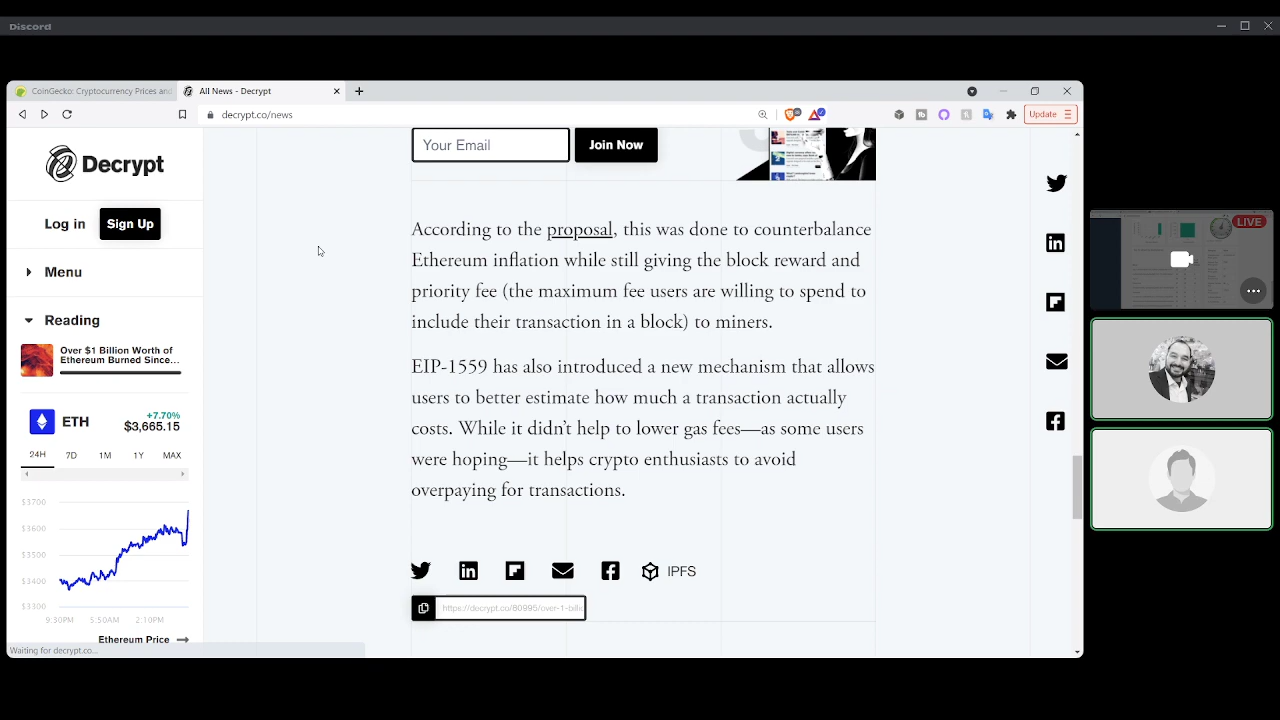 Discord
CoinGecko: Cryptocurrency Prices and
All News - Decrypt
decrypt.co/news
Update
Decrypt
Log in
Sign Up
Menu
Reading
Over $1 Billion Worth of
Ethereum Burned Since...
ETH
+7.70%
$3,665.15
24H 7D 1M 1Y MAX
$3700
$3600
$3500
$3400
$3300
9:30PM 5:50AM 2:10PM
Ethereum Price
Waiting for decrypt.co...
Your Email
Join Now
According to the proposal, this was done to counterbalance
Ethereum inflation while still giving the block reward and
priority fee (the maximum fee users are willing to spend to
include their transaction in a block) to miners.
EIP-1559 has also introduced a new mechanism that allows
users to better estimate how much a transaction actually
costs. While it didn't help to lower gas fees—as some users
were hoping—it helps crypto enthusiasts to avoid
overpaying for transactions.
IPFS
https://decrypt.co/80995/over-1-billi
LIVE